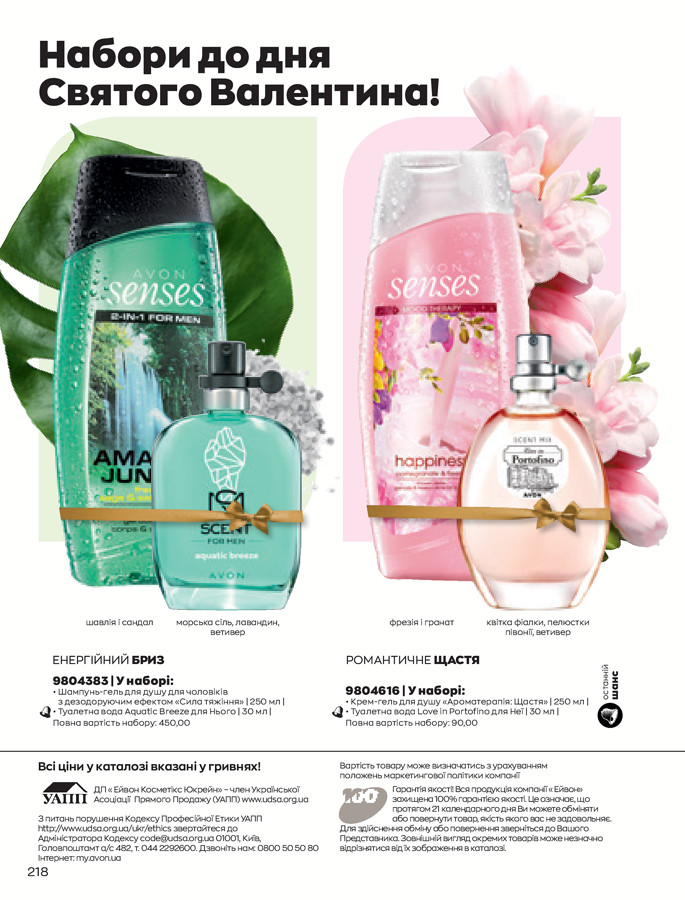 Набори до дня
Святого Валентина!
AVON
senses
2-IN-1 FOR MEN
AMA
JUN
SCENT
FOR MEN
aquatic breeze
AVON
AVON
senses
MOOD THERAPY
happiness
SCENT MIX
Love in
Portofino
AVON
шавлія і сандал
морська сіль, лавандин,
ветивер
фрезія і гранат
квітка фіалки, пелюстки
півонії, ветивер
ЕНЕРГІЙНИЙ БРИЗ
9804383 | У наборі:
• Шампунь-гель для душу для чоловіків
з дезодоруючим ефектом «Сила тяжіння» | 250 мл |
• Туалетна вода Aquatic Breeze для Нього | 30 мл |
Повна вартість набору: 450,00
РОМАНТИЧНЕ ЩАСТЯ
9804616 | У наборі:
• Крем-гель для душу «Ароматерапія: Щастя» | 250 мл |
• Туалетна вода Love in Portofino для Неї | 30 мл |
Повна вартість набору: 90,00
останній
шанс
Всі ціни у каталозі вказані у гривнях!
УАПП
ДП « Ейвон Косметікс Юкрейн» – член Української
Асоціації Прямого Продажу (УАПП) www.udsa.org.ua
З питань порушення Кодексу Професійної Етики УАПП
http://www.udsa.org.ua/ukr/ethics звертайтеся до
Адміністратора Кодексу code@udsa.org.ua 01001, Київ,
Головпоштамт а/с 482, т. 044 2292600. Дзвоніть нам: 0800 50 50 80
Інтернет: my.avon.ua
Вартість товару може визначатись з урахуванням
положень маркетингової політики компанії
100
Гарантія якості! Вся продукція компанії « Ейвон»
захищена 100% гарантією якості. Це означає, що
протягом 21 календарного дня Ви можете обміняти
або повернути товар, якість якого вас не задовольняє.
Для здійснення обміну або повернення зверніться до Вашого
Представника. Зовнішній вигляд окремих товарів може незначно
відрізнятися від їх зображення в каталозі.
218